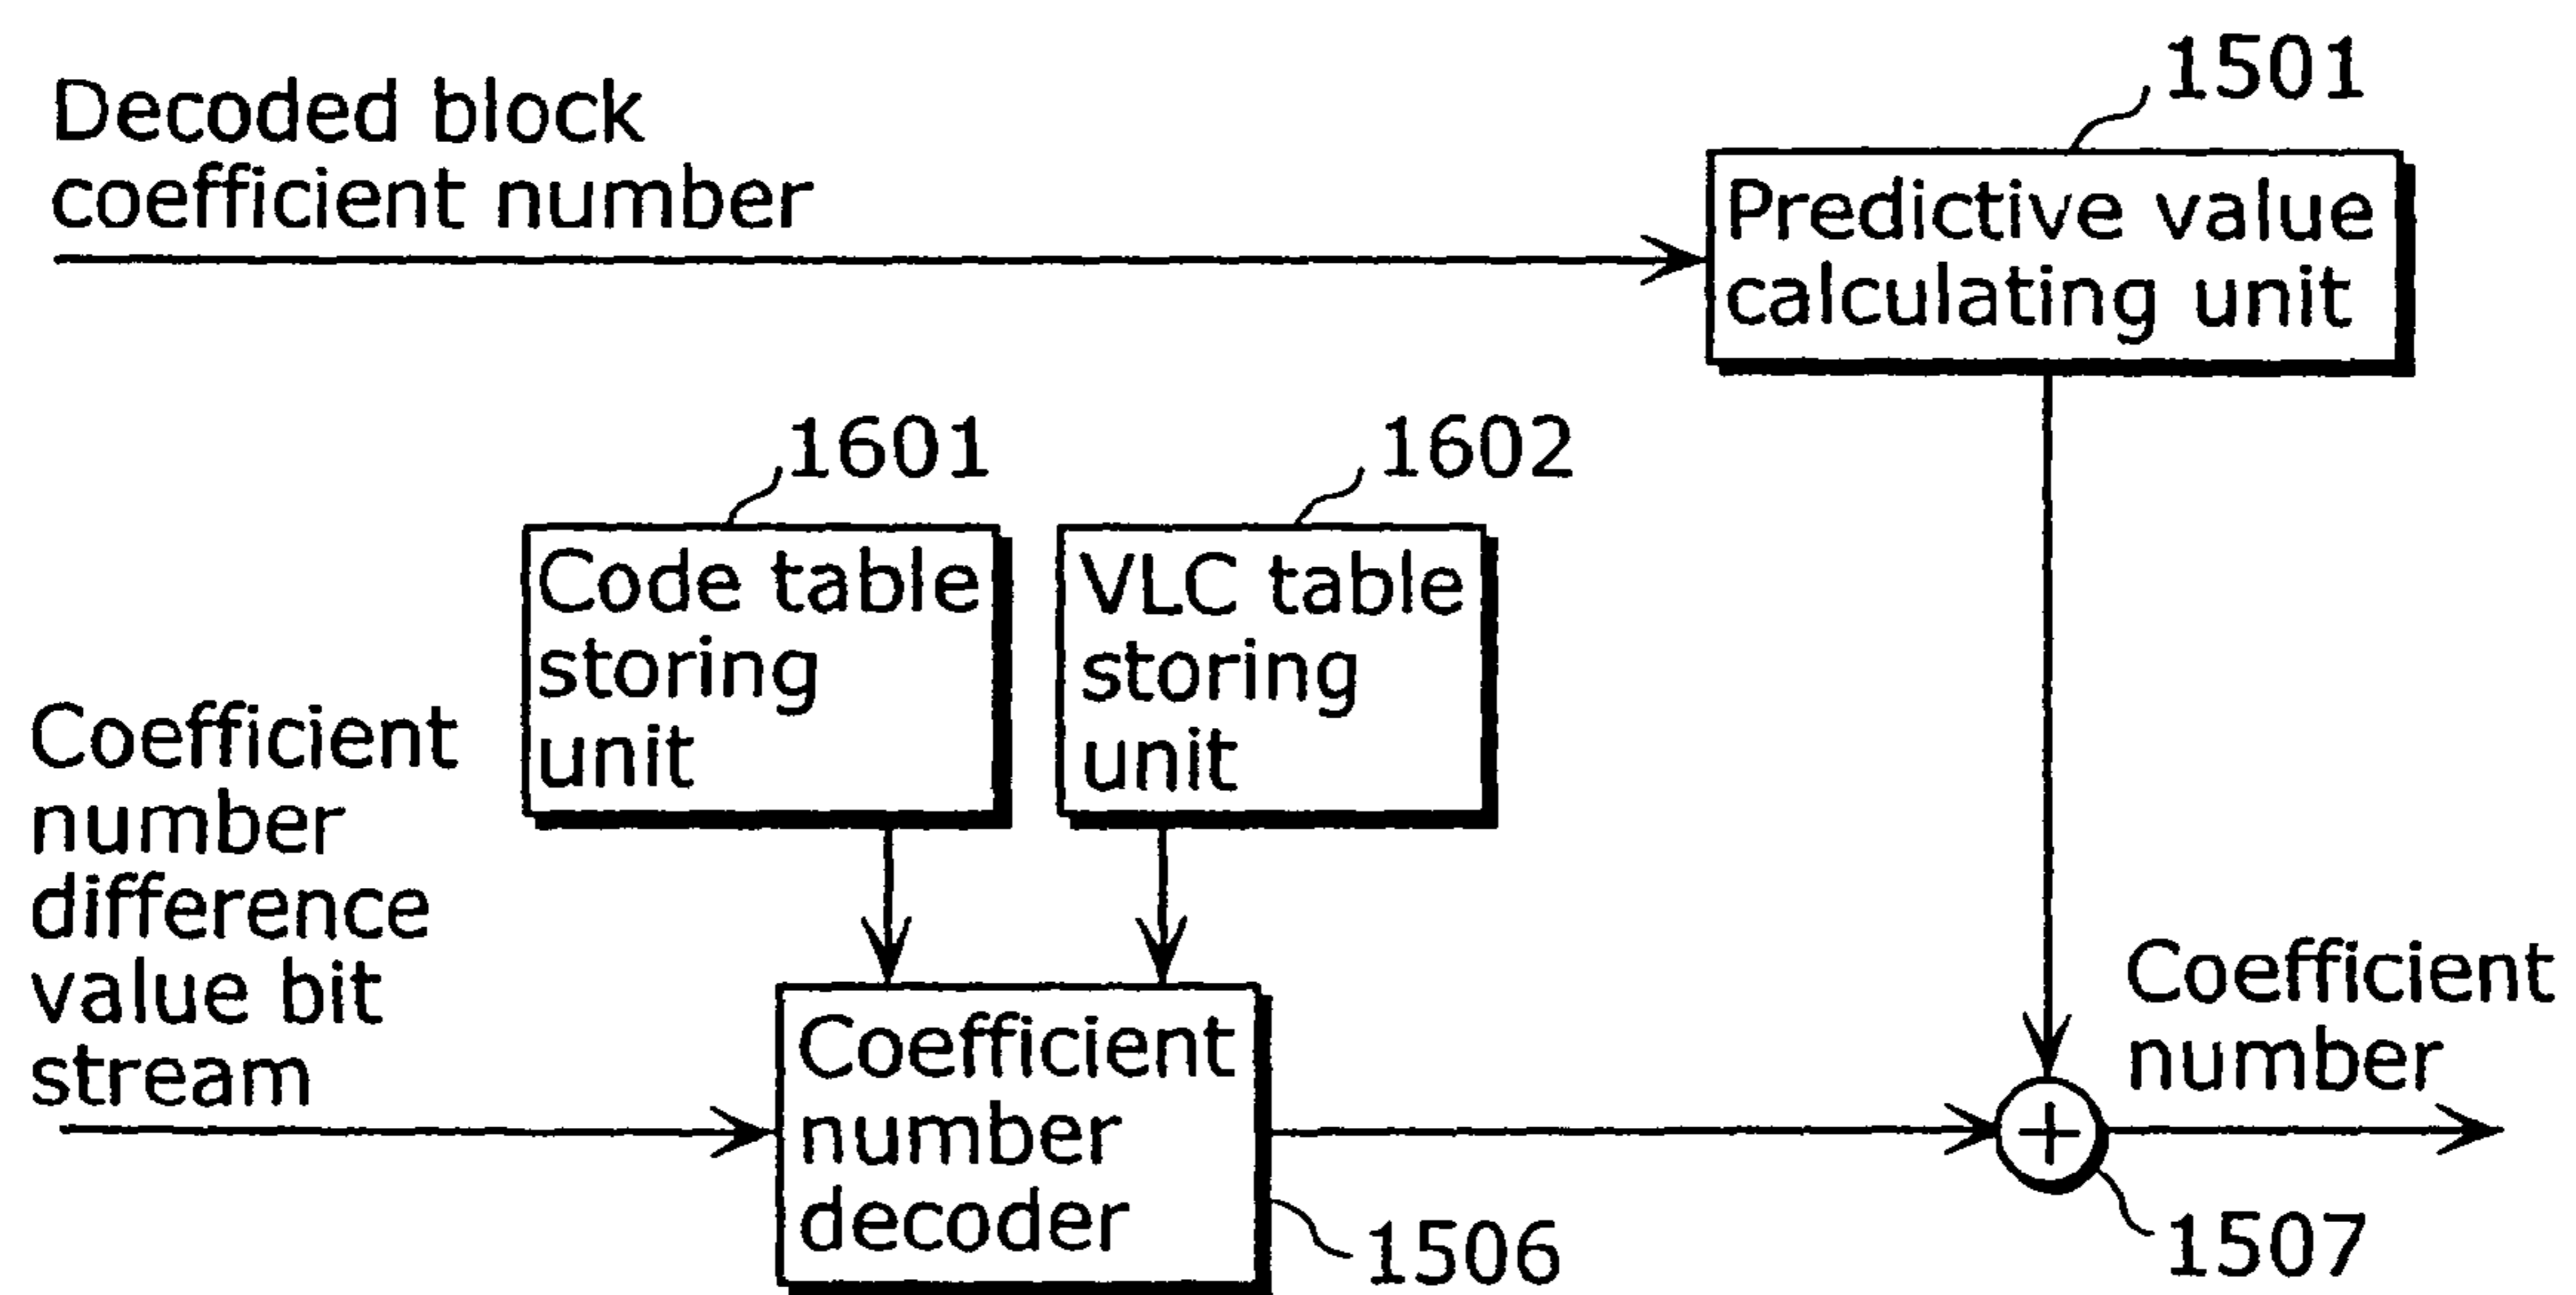 1501
Decoded block
coefficient number
Predictive value
calculating unit
1601
1602
Code table
storing
unit
VLC table
storing
unit
Coefficient
number
difference
value bit
stream
Coefficient
number
decoder
Coefficient
number
+
1506
1507